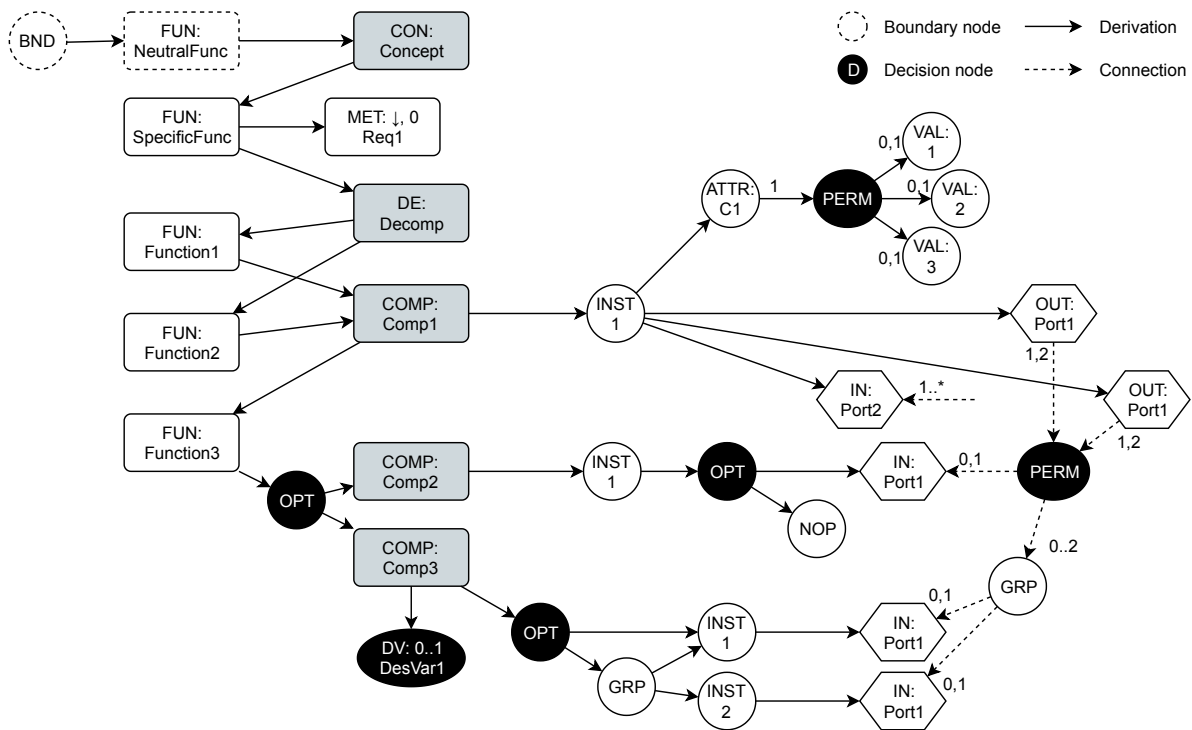 BND
FUN:
NeutralFunc
CON:
Concept
Boundary node
Derivation
D
Decision node
Connection
FUN:
SpecificFunc
MET: ↓, 0
Req1
DE:
Decomp
ATTR:
C1
1
PERM
0,1
VAL:
1
0,1
VAL:
2
0,1
VAL:
3
FUN:
Function1
COMP:
Comp1
INST
1
OUT:
Port1
1,2
FUN:
Function2
IN:
Port2
1..*
OUT:
Port1
1,2
FUN:
Function3
OPT
COMP:
Comp2
INST
1
OPT
IN:
Port1
0,1
PERM
NOP
COMP:
Comp3
0..2
GRP
DV: 0..1
DesVar1
OPT
INST
1
IN:
Port1
0,1
GRP
INST
2
IN:
Port1
0,1